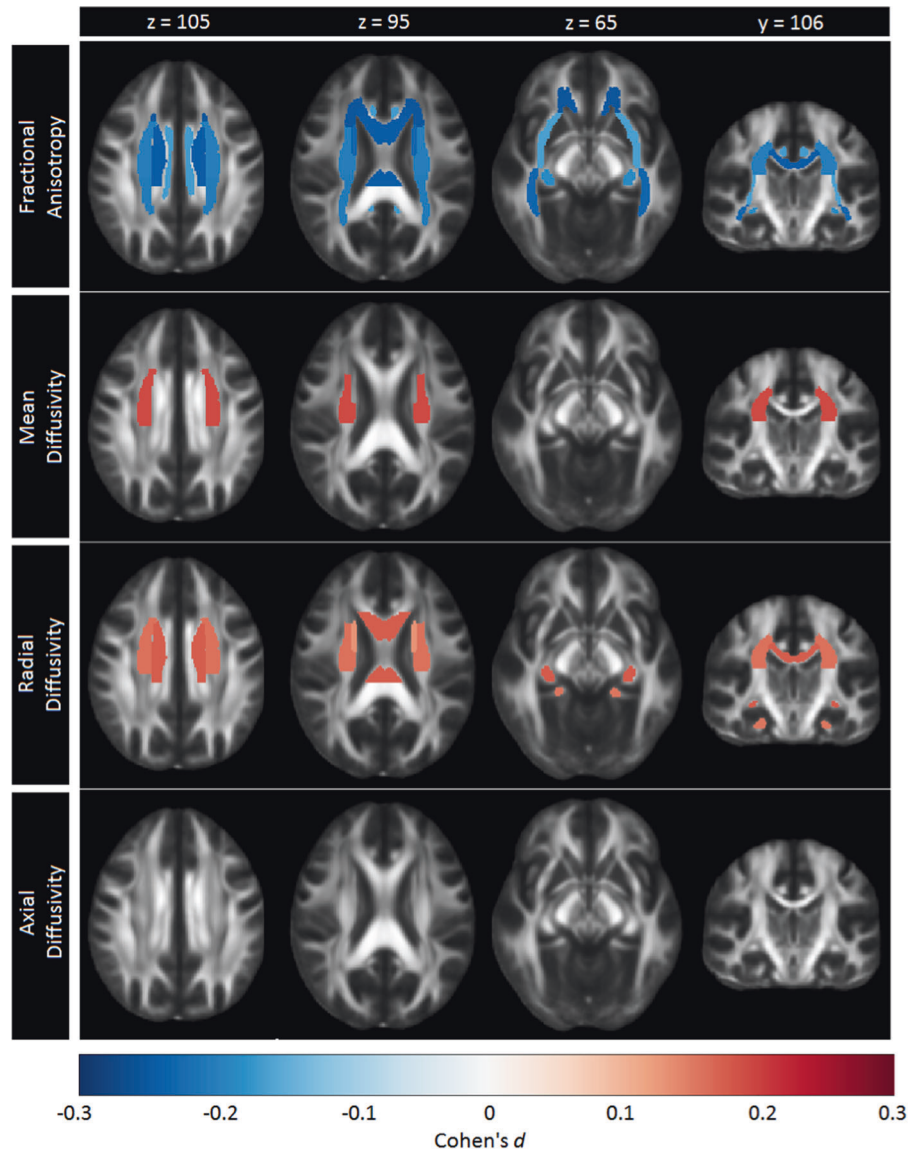 z = 105 z = 95 z = 65 y = 106
Fractional
Anisotropy
Mean
Diffusivity
Radial
Diffusivity
Axial
Diffusivity
-0.3 -0.2 -0.1 0 0.1 0.2 0.3
Cohen's d